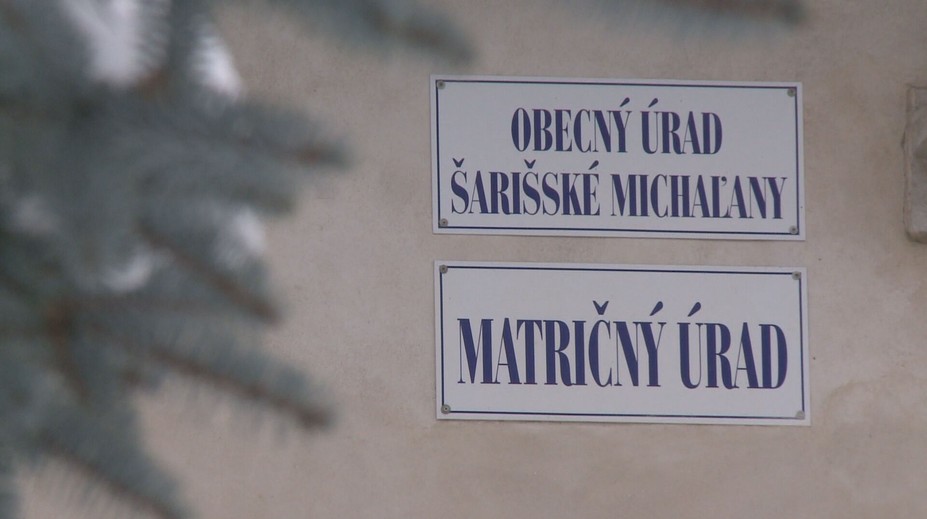 OBECNÝ ÚRAD
ŠARIŠSKÉ MICHAĽANY
MATRIČNÝ ÚRAD